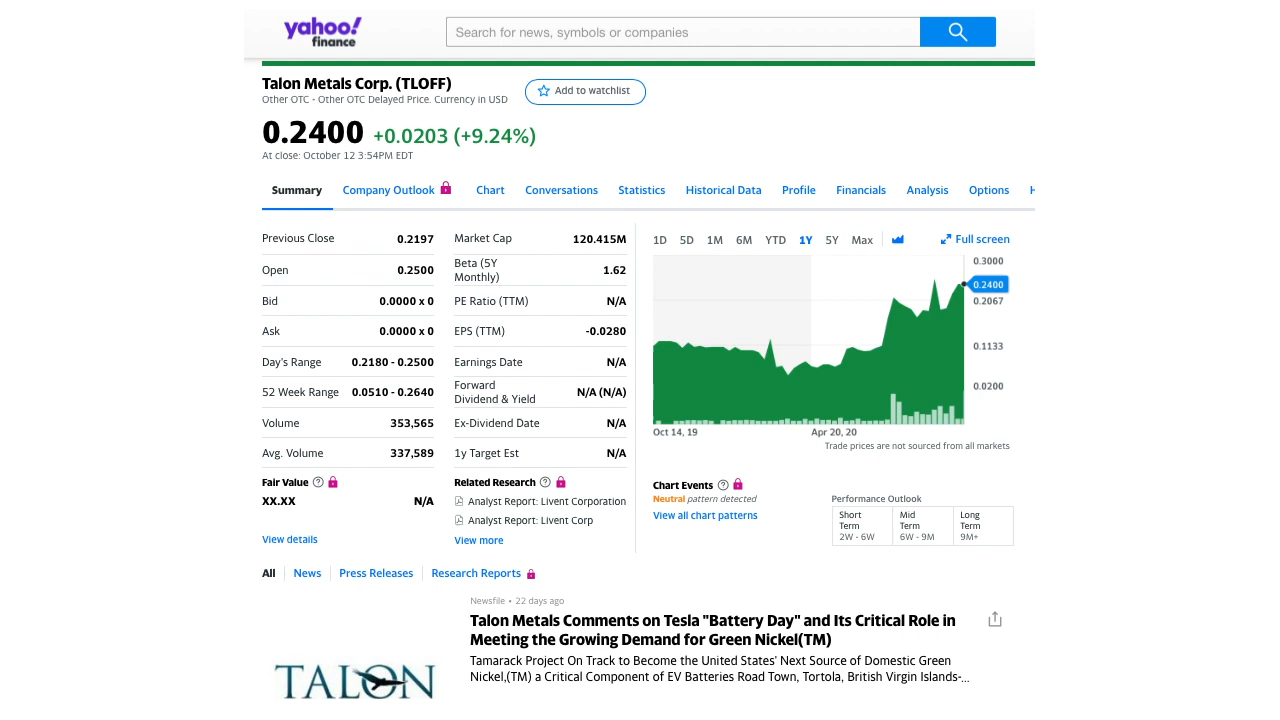 yahoo!
finance
Search for news, symbols or companies
Talon Metals Corp. (TLOFF)
Other OTC - Other OTC Delayed Price. Currency in USD
Add to watchlist
0.2400 +0.0203 (+9.24%)
At close: October 12 3:54PM EDT
Summary Company Outlook Chart Conversations Statistics Historical Data Profile Financials Analysis Options
Previous Close 0.2197
Open 0.2500
Bid 0.0000 x 0
Ask 0.0000 x 0
Day's Range 0.2180 - 0.2500
52 Week Range 0.0510 - 0.2640
Volume 353,565
Avg. Volume 337,589
Market Cap 120.415M
Beta (5Y
Monthly) 1.62
PE Ratio (TTM) N/A
EPS (TTM) -0.0280
Earnings Date N/A
Forward
Dividend & Yield N/A (N/A)
Ex-Dividend Date N/A
1y Target Est N/A
Fair Value
XX.XX N/A
View details
Related Research
Analyst Report: Livent Corporation
Analyst Report: Livent Corp
View more
1D 5D 1M 6M YTD 1Y 5Y Max Full screen
0.3000
0.2400
0.2067
0.1133
0.0200
Oct 14, 19 Apr 20, 20
Trade prices are not sourced from all markets
Chart Events
Neutral pattern detected
View all chart patterns
Performance Outlook
Short
Term
2W - 6W
Mid
Term
6W - 9M
Long
Term
9M+
All News Press Releases Research Reports
Newsfile • 22 days ago
Talon Metals Comments on Tesla "Battery Day" and Its Critical Role in
Meeting the Growing Demand for Green Nickel(TM)
Tamarack Project On Track to Become the United States' Next Source of Domestic Green
Nickel,(TM) a Critical Component of EV Batteries Road Town, Tortola, British Virgin Islands-...
TALON